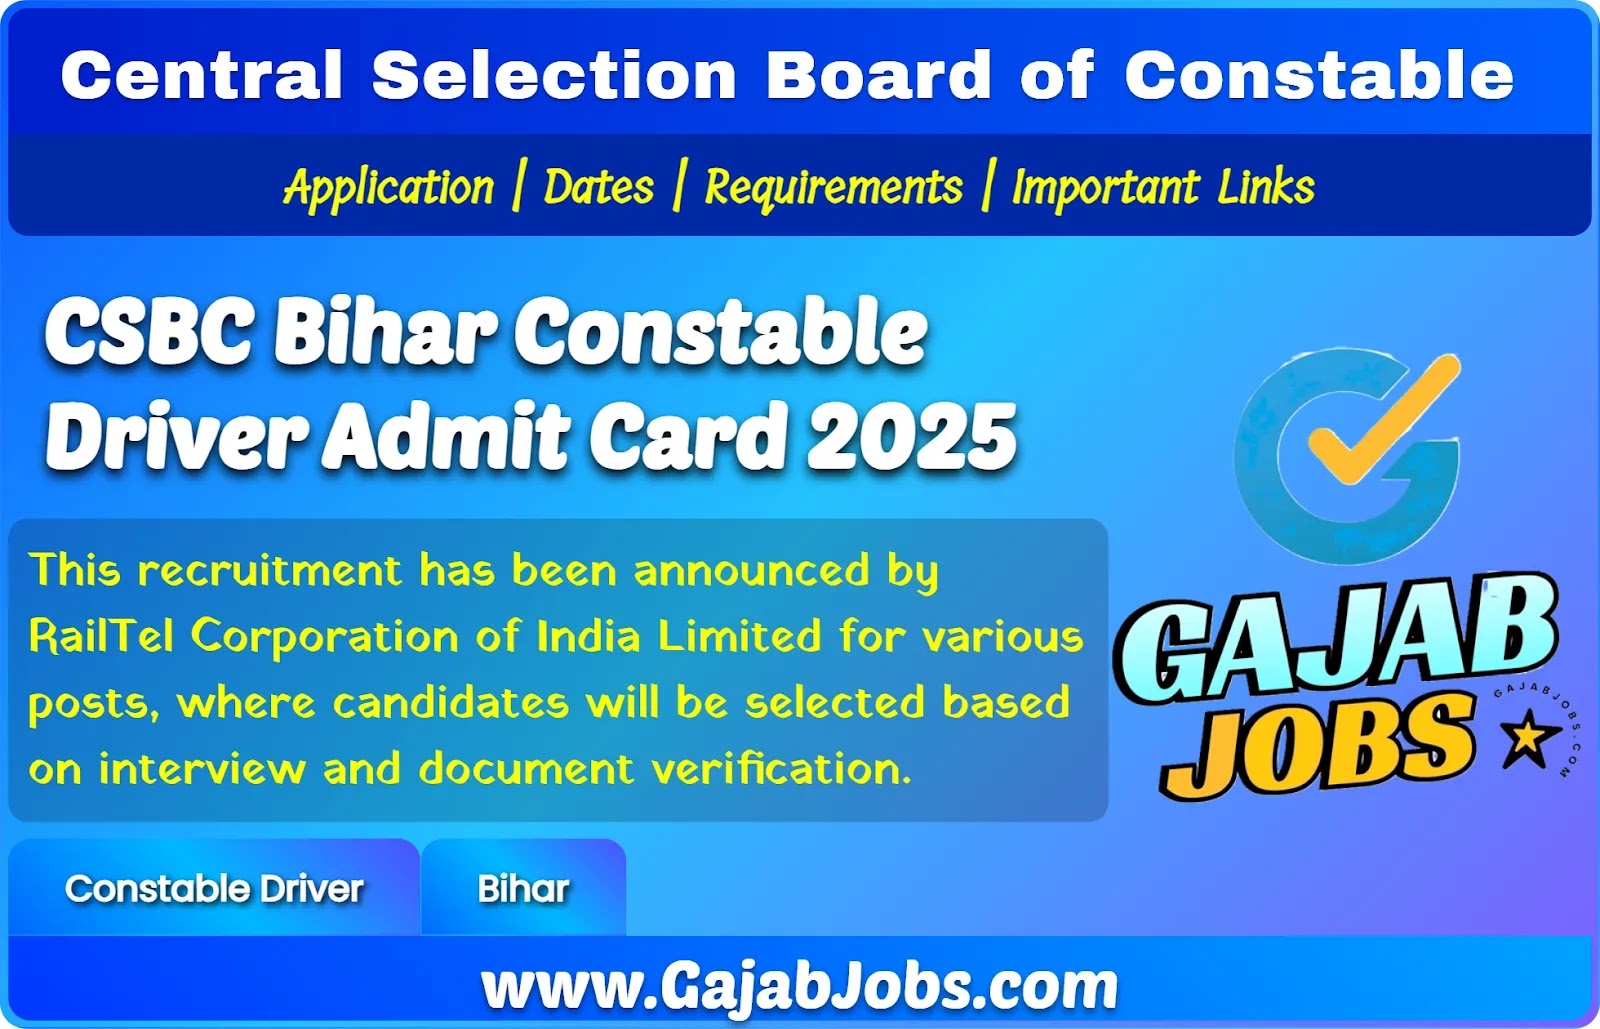 Central Selection Board of Constable
Application | Dates | Requirements | Important Links
CSBC Bihar Constable
Driver Admit Card 2025
This recruitment has been announced by
RailTel Corporation of India Limited for various
posts, where candidates will be selected based
on interview and document verification.
GAJAB
JOBS
GAJABJOBS.COM
Constable Driver
Bihar
www.GajabJobs.com